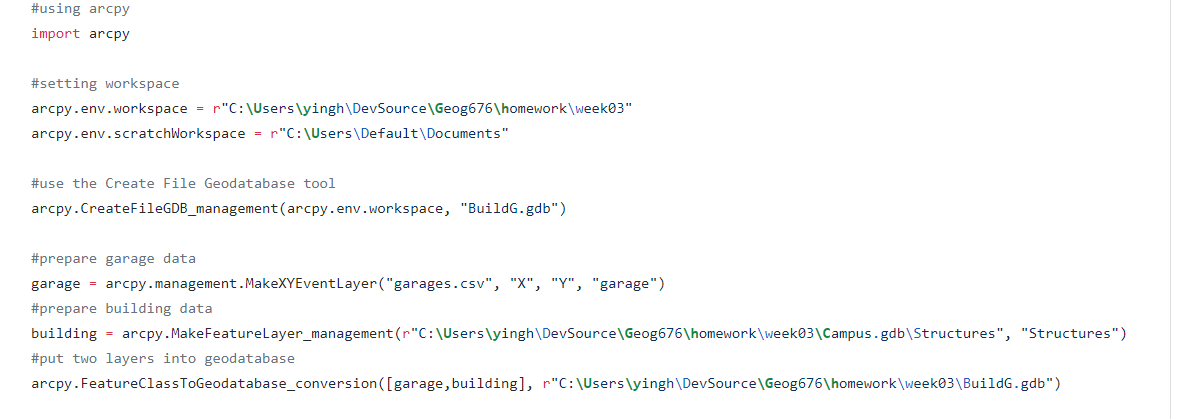 #using arcpy
import arcpy
#setting workspace
arcpy.env.workspace = r"C:\Users\yingh\DevSource\Geog676\homework\week03"
arcpy.env.scratchWorkspace = r"C:\Users\Default\Documents"
#use the Create File Geodatabase tool
arcpy.CreateFileGDB_management(arcpy.env.workspace, "BuildG.gdb")
#prepare garage data
garage = arcpy.management.MakeXYEventLayer("garages.csv", "X", "Y", "garage")
#prepare building data
building = arcpy.MakeFeatureLayer_management(r"C:\Users\yingh\DevSource\Geog676\homework\week03\Campus.gdb\Structures", "Structures")
#put two layers into geodatabase
arcpy.FeatureClassToGeodatabase_conversion([garage,building], r"C:\Users\yingh\DevSource\Geog676\homework\week03\BuildG.gdb")